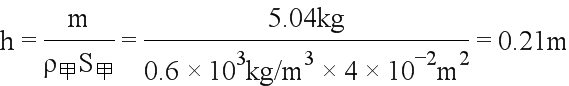 h = m / ρ甲S甲 = 5.04kg / 0.6 × 10³kg/m³ × 4 × 10⁻²m² = 0.21m